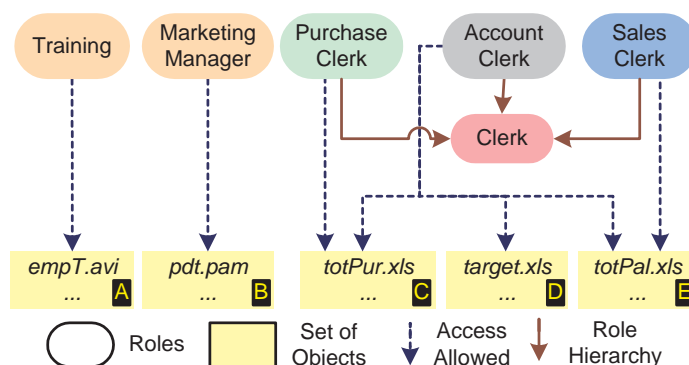 Training
Marketing
Manager
Purchase
Clerk
Account
Clerk
Sales
Clerk
Clerk
empT.avi
...
A
pdt.pam
...
B
totPur.xls
...
C
target.xls
...
D
totPal.xls
...
E
Roles
Set of
Objects
Access
Allowed
Role
Hierarchy